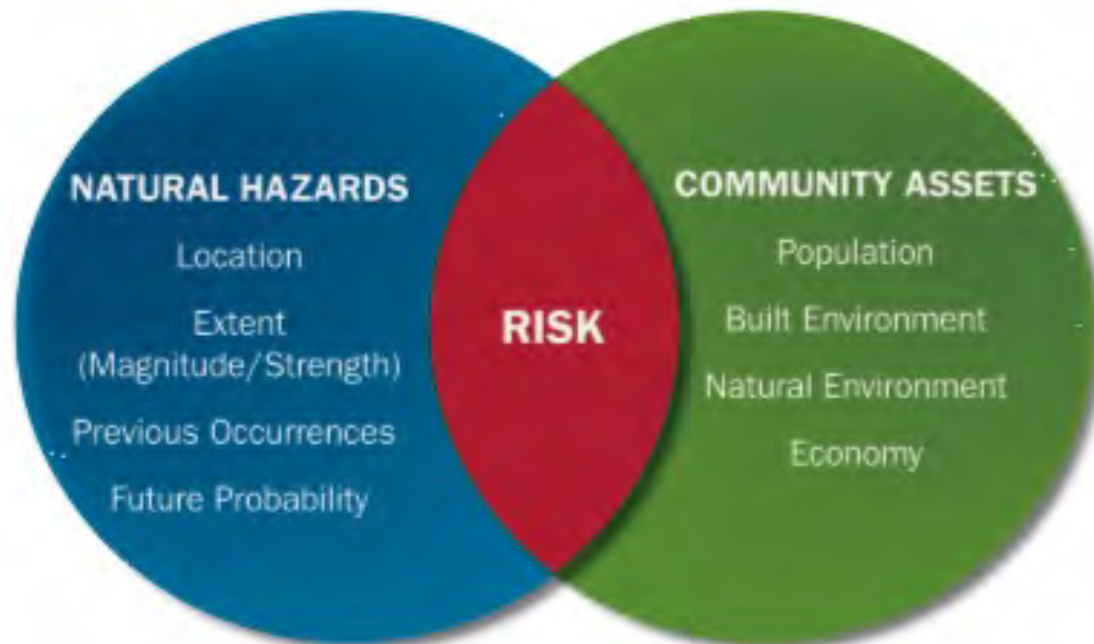 NATURAL HAZARDS
Location
Extent
(Magnitude/Strength)
Previous Occurrences
Future Probability
RISK
COMMUNITY ASSETS
Population
Built Environment
Natural Environment
Economy